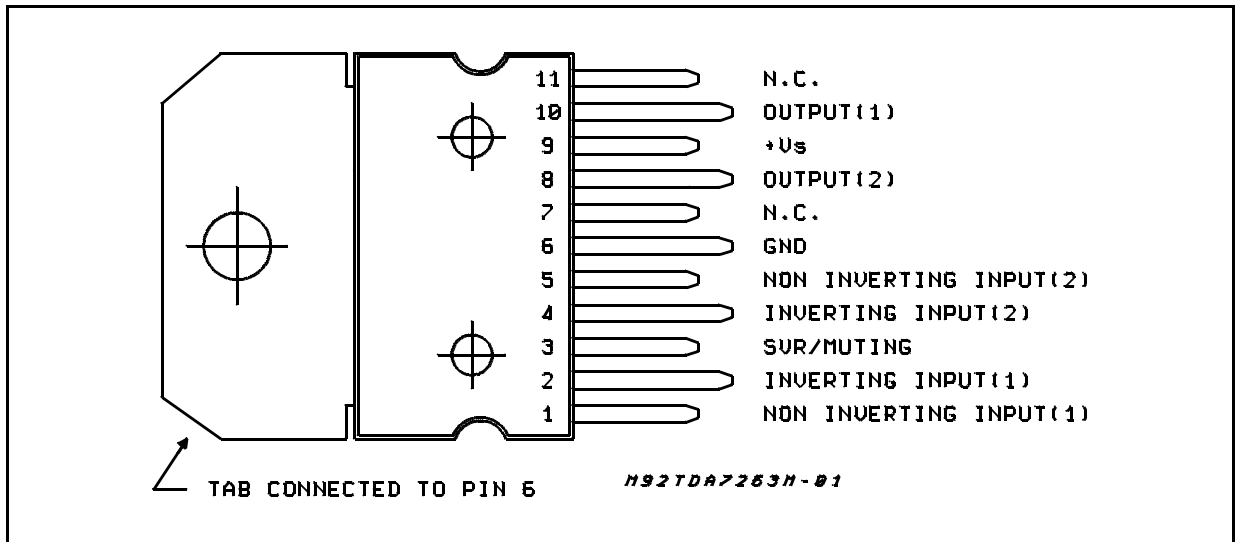 11 N.C.
10 OUTPUT(1)
9 +Vs
8 OUTPUT(2)
7 N.C.
6 GND
5 NON INVERTING INPUT(2)
4 INVERTING INPUT(2)
3 SVR/MUTING
2 INVERTING INPUT(1)
1 NON INVERTING INPUT(1)
TAB CONNECTED TO PIN 6
M92TDA7263M-01